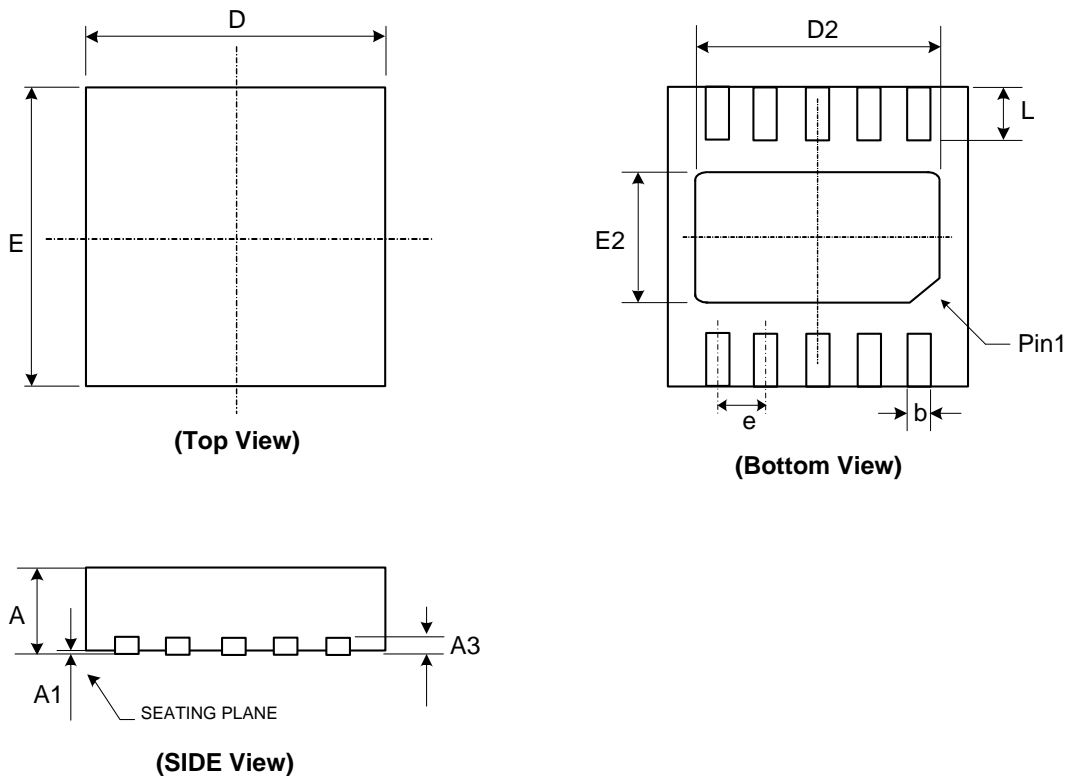 D
E
(Top View)
D2
L
E2
Pin1
e
b
(Bottom View)
A
A3
A1
SEATING PLANE
(SIDE View)